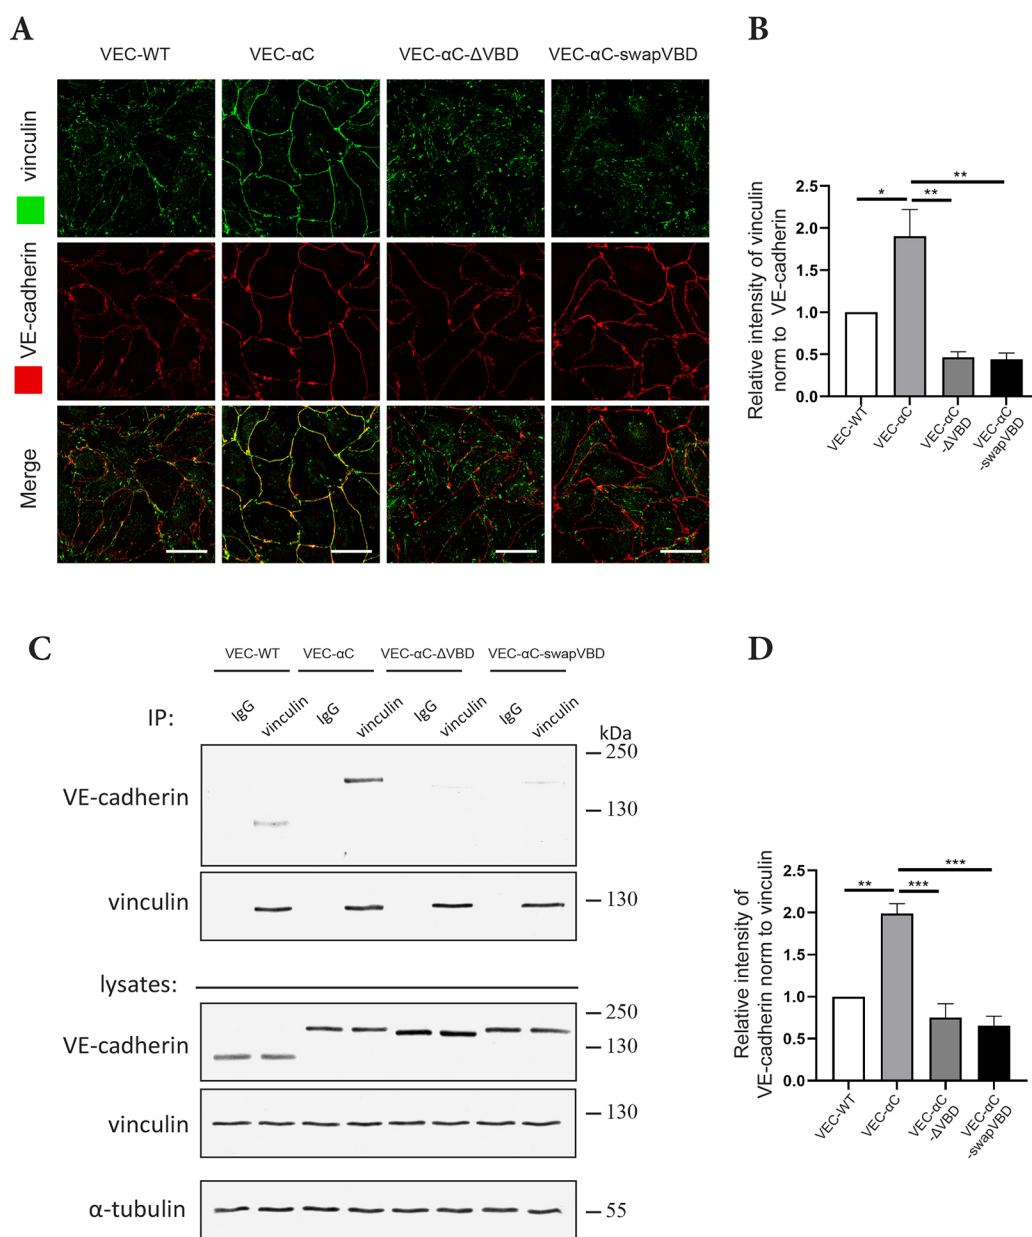 A
VEC-WT
VEC-αC
VEC-αC-ΔVBD
VEC-αC-swapVBD
vinculin
VE-cadherin
Merge
B
Relative intensity of vinculin
norm to VE-cadherin
2.5
2.0
1.5
1.0
0.5
0.0
*
**
**
VEC-WT
VEC-αC
VEC-αC
-ΔVBD
VEC-αC
-swapVBD
C
VEC-WT
VEC-αC
VEC-αC-ΔVBD
VEC-αC-swapVBD
IP:
IgG
vinculin
IgG
vinculin
IgG
vinculin
IgG
vinculin
kDa
VE-cadherin
250
130
vinculin
130
lysates:
VE-cadherin
250
130
vinculin
130
α-tubulin
55
D
Relative intensity of
VE-cadherin norm to vinculin
2.5
2.0
1.5
1.0
0.5
0.0
**
***
***
VEC-WT
VEC-αC
VEC-αC
-ΔVBD
VEC-αC
-swapVBD